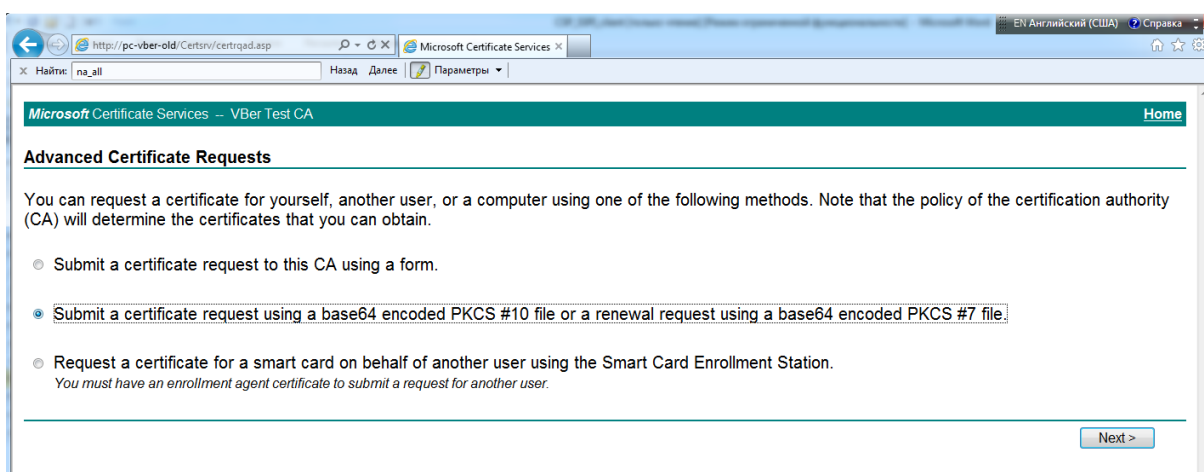 EN Английский (США) Справка
http://pc-vber-old/Certsrv/certrqad.asp Microsoft Certificate Services ×
x Найти: na_all Назад Далее Параметры
Microsoft Certificate Services -- VBer Test CA Home
Advanced Certificate Requests
You can request a certificate for yourself, another user, or a computer using one of the following methods. Note that the policy of the certification authority
(CA) will determine the certificates that you can obtain.
Submit a certificate request to this CA using a form.
Submit a certificate request using a base64 encoded PKCS #10 file or a renewal request using a base64 encoded PKCS #7 file.
Request a certificate for a smart card on behalf of another user using the Smart Card Enrollment Station.
You must have an enrollment agent certificate to submit a request for another user.
Next >